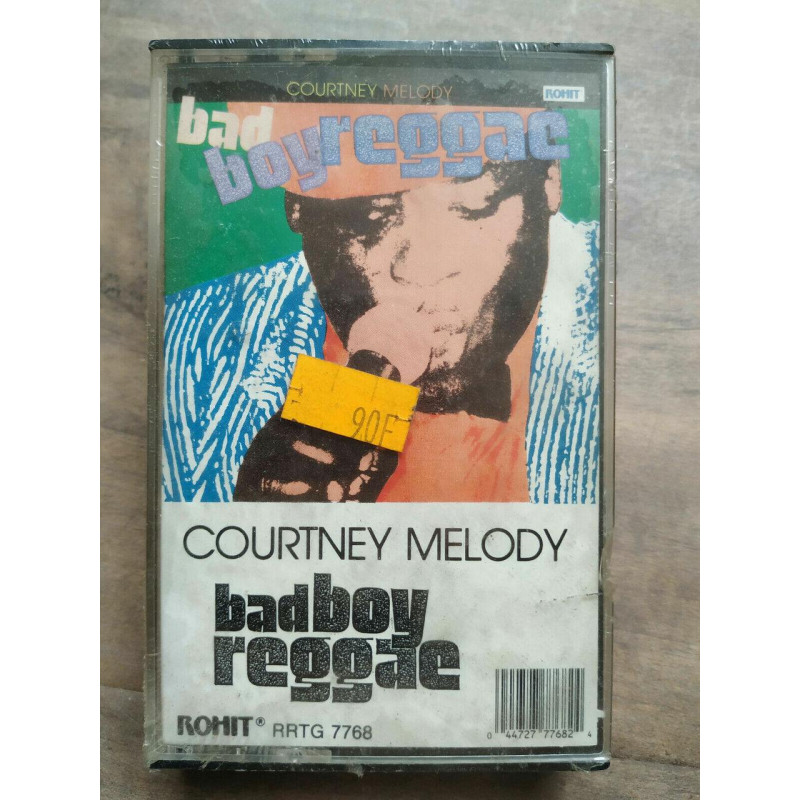 COURTNEY MELODY
ROHIT
bad
boyreggae
90F
COURTNEY MELODY
badboy
reggae
ROHIT® RRTG 7768
0 44727 77682 4